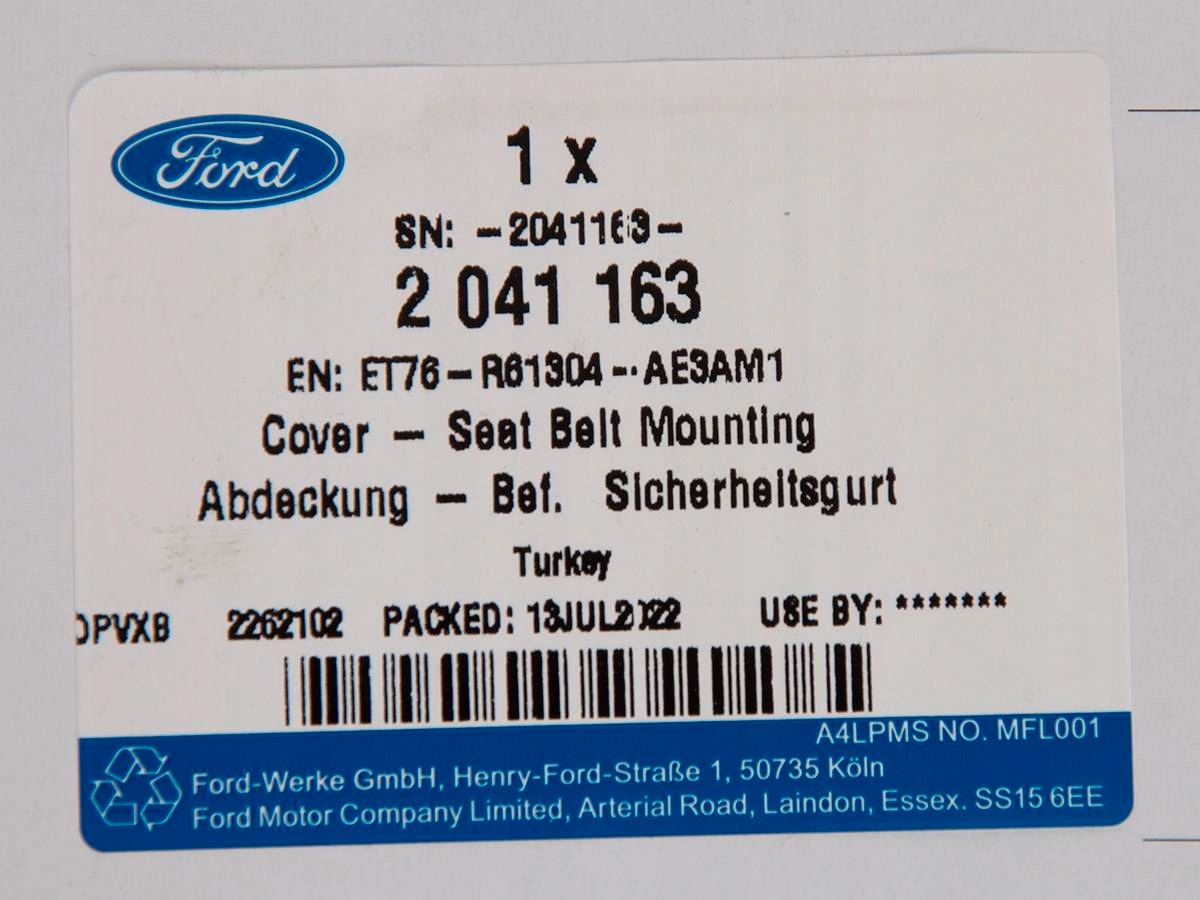 Ford
1 x
SN: -2041163-
2 041 163
EN: ET76-R61304--AE3AM1
Cover - Seat Belt Mounting
Abdeckung - Bef. Sicherheitsgurt
Turkey
2262102 PACKED: 13JUL2022 USE BY: *******
A4LPMS NO. MFL001
Ford-Werke GmbH, Henry-Ford-Straße 1, 50735 Köln
Ford Motor Company Limited, Arterial Road, Laindon, Essex. SS15 6EE